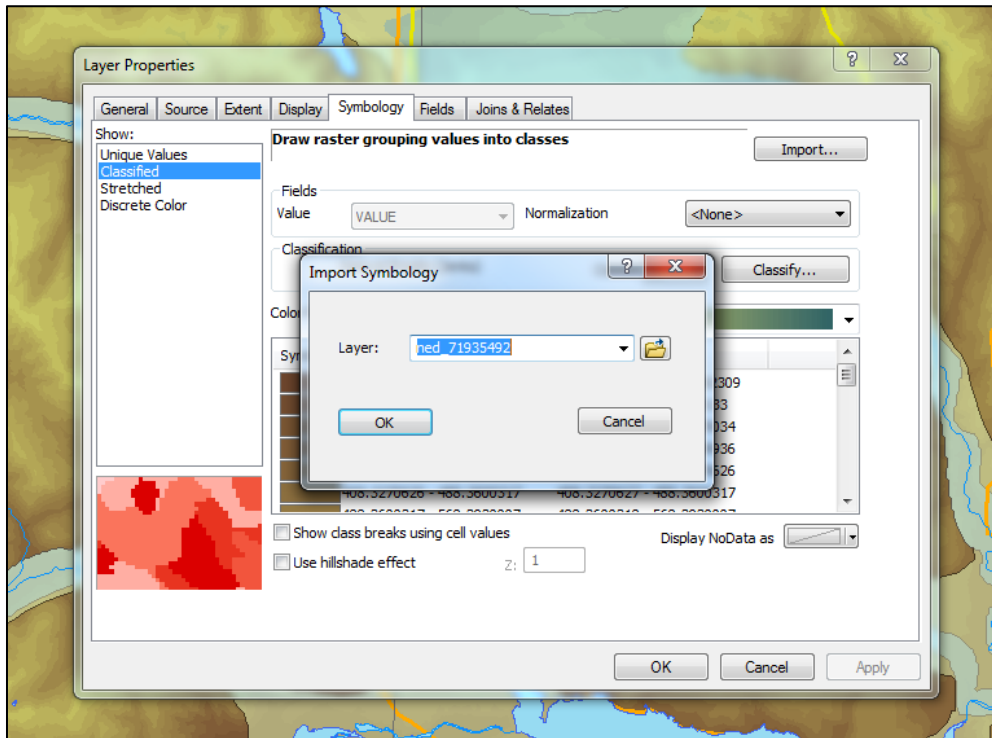 Layer Properties
General Source Extent Display Symbology Fields Joins & Relates
Show:
Unique Values
Classified
Stretched
Discrete Color
Draw raster grouping values into classes
Import...
Fields
Value VALUE Normalization <None>
Classification
Classify...
Import Symbology
Layer: ned_71935492
OK Cancel
408.3270626 - 488.3600317 408.3270627 - 488.3600317
Show class breaks using cell values
Display NoData as
Use hillshade effect Z: 1
OK Cancel Apply